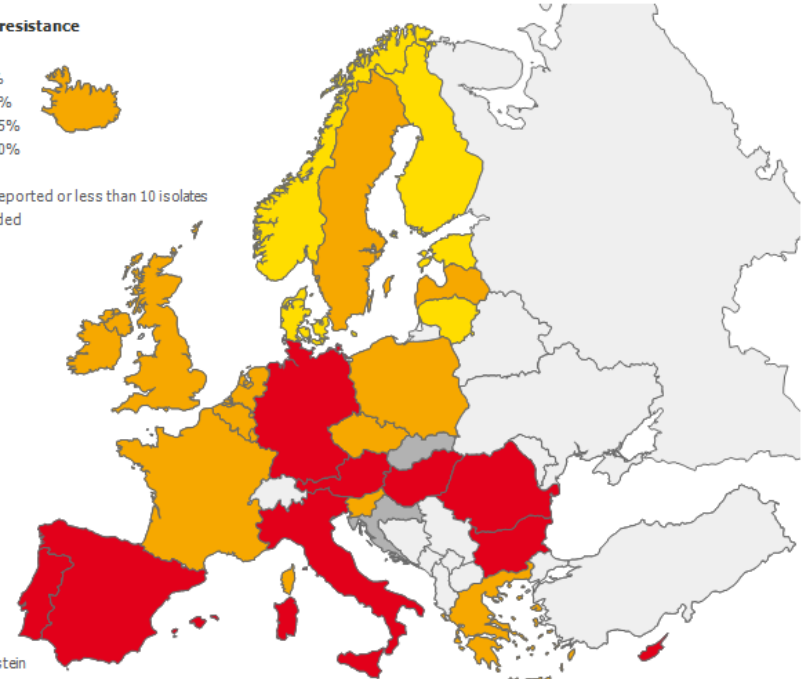 resistance
%
%
5%
0%
eported or less than 10 isolates
ded
stein